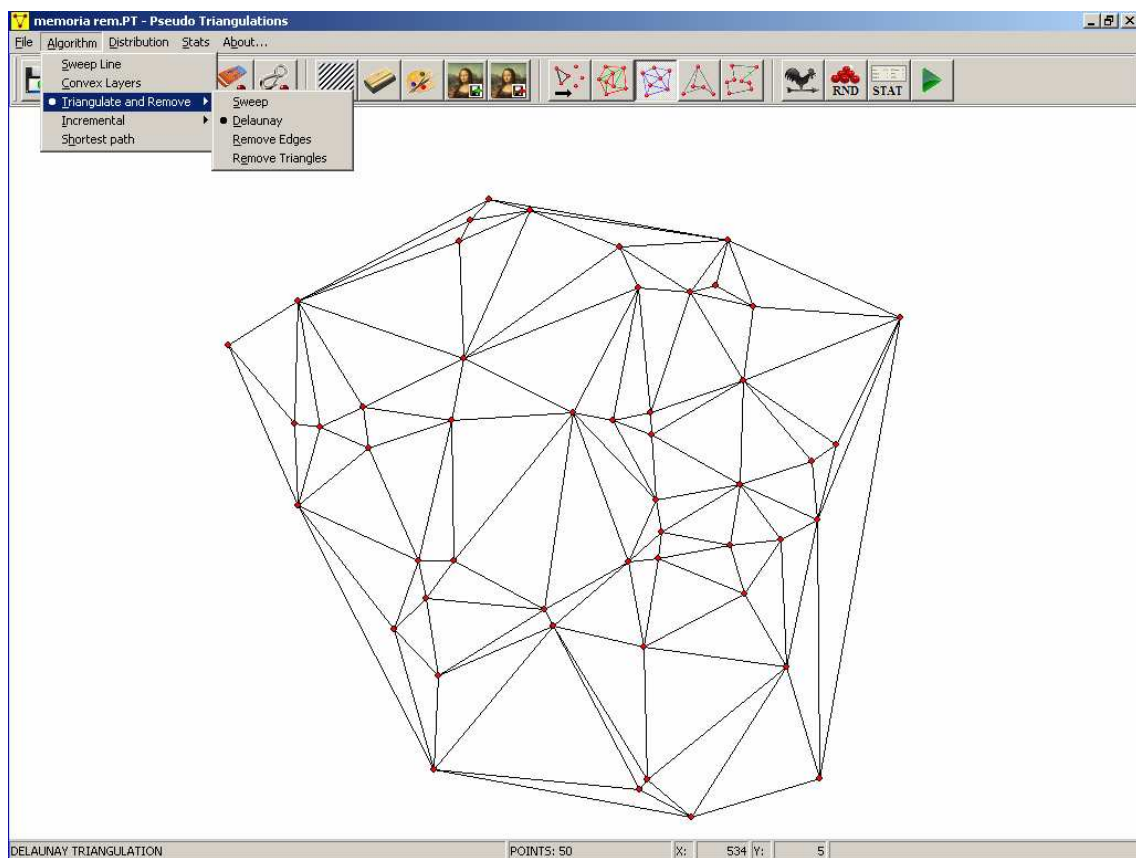 memoria rem.PT - Pseudo Triangulations
File Algorithm Distribution Stats About...
Sweep Line
Convex Layers
Triangulate and Remove
Incremental
Shortest path
Sweep
Delaunay
Remove Edges
Remove Triangles
RND STAT
DELAUNAY TRIANGULATION POINTS: 50 X: 534 Y: 5